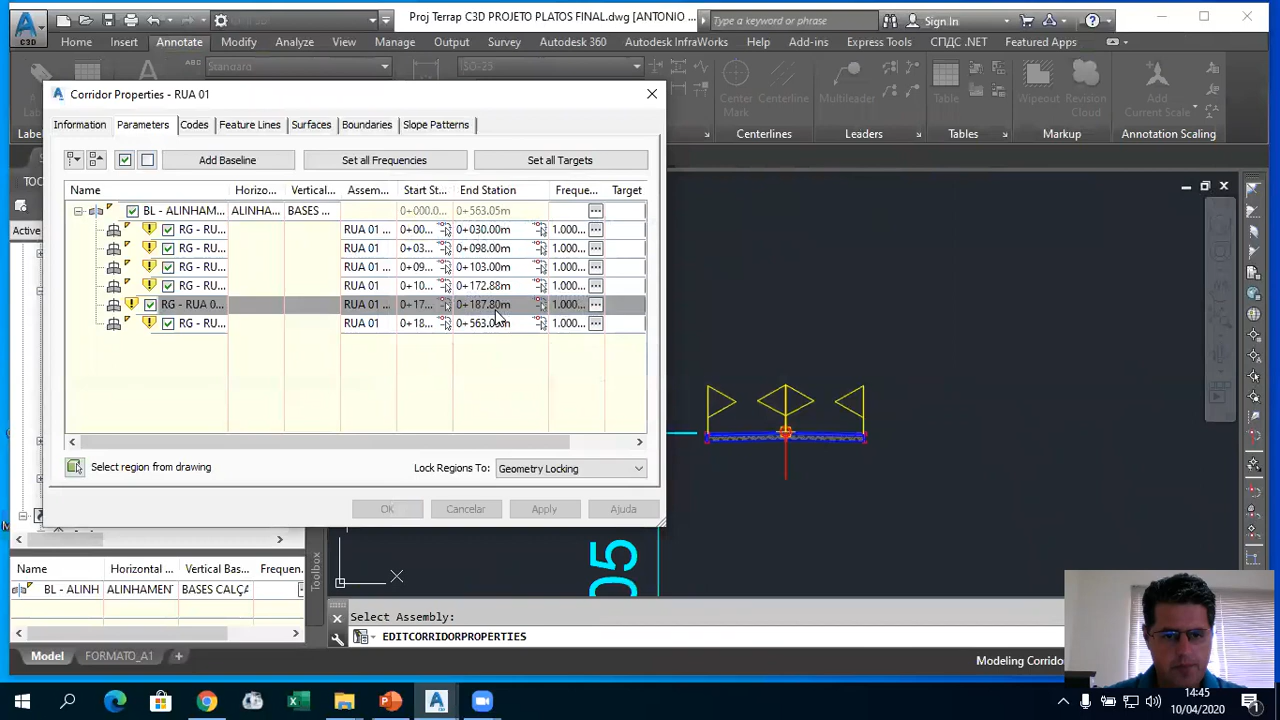 Proj Terrap C3D PROJETO PLATOS FINAL.dwg [ANTONIO ...
Type a keyword or phrase
Sign In
C3D
Home Insert Annotate Modify Analyze View Manage Output Survey Autodesk 360 Autodesk InfraWorks Help Add-ins Express Tools СПДС .NET Featured Apps
Standard
ISO-25
Center
Mark
Centerline
Multileader
Table
Wipeout
Revision
Cloud
Add
Current Scale
Centerlines
Leaders
Tables
Markup
Annotation Scaling
Corridor Properties - RUA 01
Information Parameters Codes Feature Lines Surfaces Boundaries Slope Patterns
Add Baseline
Set all Frequencies
Set all Targets
Name Horizo... Vertical... Assem... Start St... End Station Freque... Target
BL - ALINHAM... ALINHA... BASES ... 0+000.0 0+563.05m
RG - RU... RUA 01 ... 0+00... 0+030.00m 1.000...
RG - RU... RUA 01 0+03... 0+098.00m 1.000...
RG - RU... RUA 01 ... 0+09... 0+103.00m 1.000...
RG - RU... RUA 01 0+10... 0+172.88m 1.000...
RG - RUA 0... RUA 01 ... 0+17... 0+187.80m 1.000...
RG - RU... RUA 01 0+18... 0+563.05m 1.000...
Select region from drawing
Lock Regions To:
Geometry Locking
OK
Cancelar
Apply
Ajuda
Active
Toolbox
Name Horizontal Vertical Bas Frequen
BL - ALINH ALINHAMEN BASES CALÇA
05
Select Assembly:
EDITCORRIDORPROPERTIES
Model FORMATO_A1 +
Modeling Corrido
14:45
10/04/2020